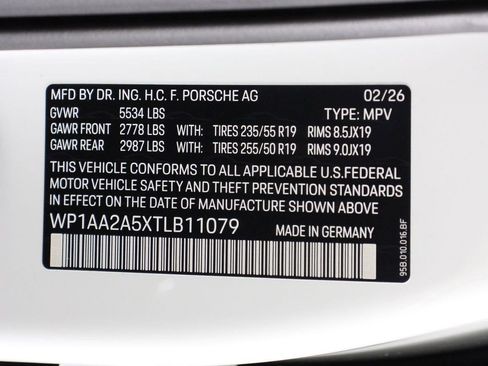 MFD BY DR. ING. H.C. F. PORSCHE AG 02/26
GVWR 5534 LBS TYPE: MPV
GAWR FRONT 2778 LBS WITH: TIRES 235/55 R19 RIMS 8.5JX19
GAWR REAR 2987 LBS WITH: TIRES 255/50 R19 RIMS 9.0JX19
THIS VEHICLE CONFORMS TO ALL APPLICABLE U.S.FEDERAL
MOTOR VEHICLE SAFETY AND THEFT PREVENTION STANDARDS
IN EFFECT ON THE DATE OF MANUFACTURE SHOWN ABOVE.
WP1AA2A5XTLB11079 MADE IN GERMANY
95B.010.016.BF